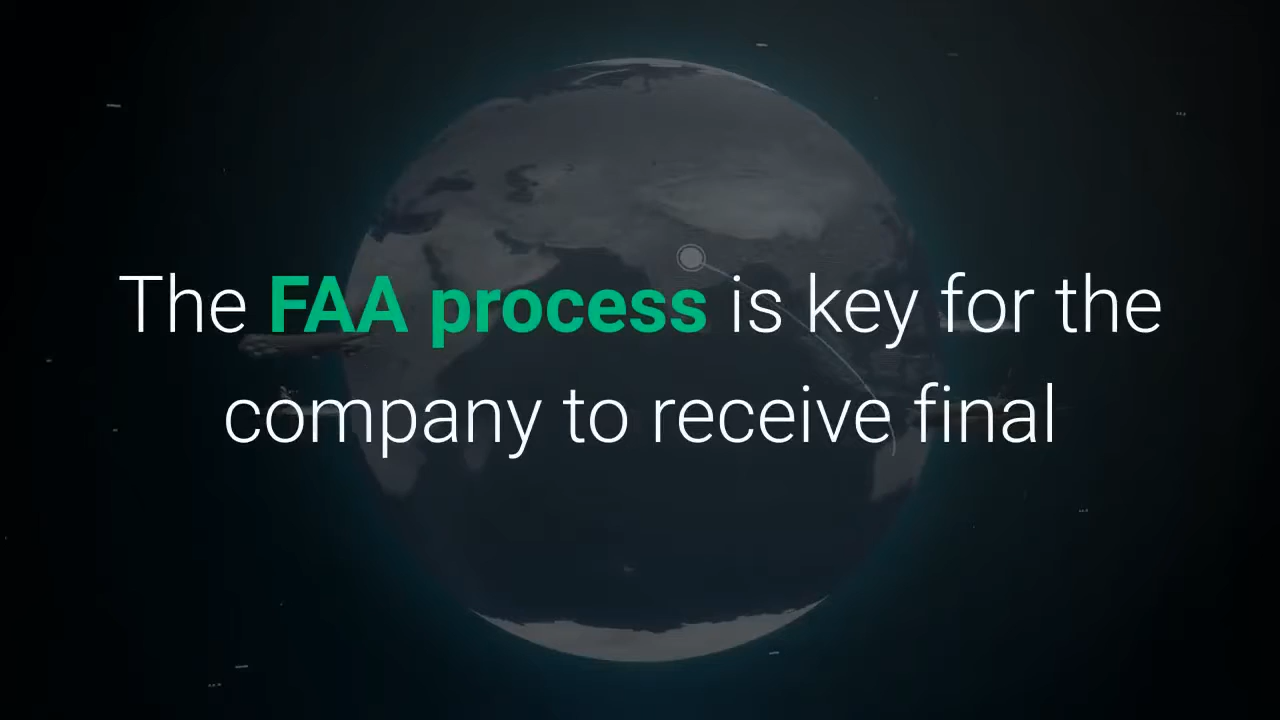 The FAA process is key for the
company to receive final